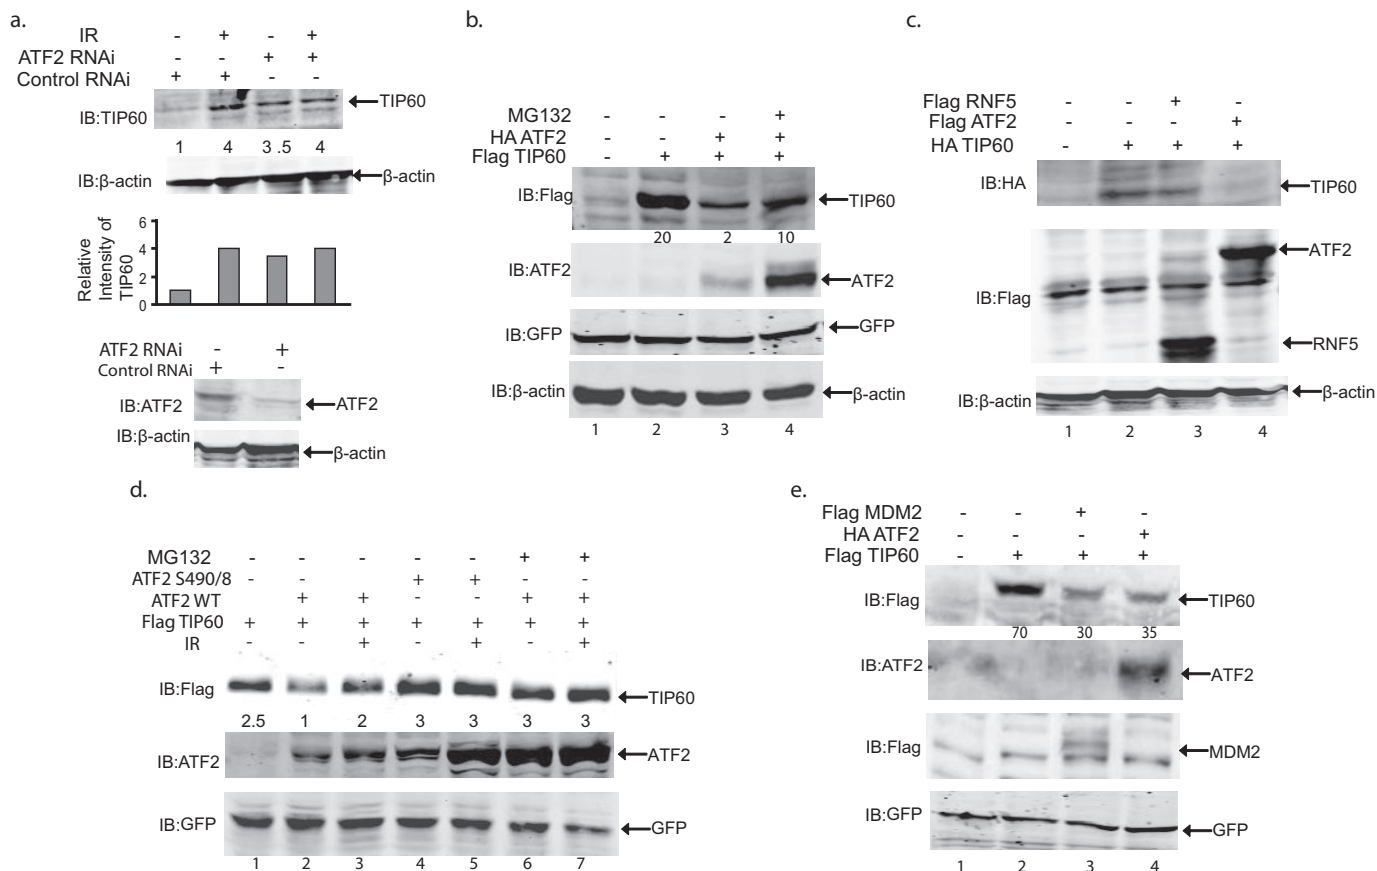 a.
IR - + - +
ATF2 RNAi - - + +
Control RNAi + + - -
IB:TIP60
TIP60
1 4 3 .5 4
IB:β-actin
β-actin
Relative
Intensity of
TIP60
6
4
2
0
ATF2 RNAi - +
Control RNAi + -
IB:ATF2
ATF2
IB:β-actin
β-actin
b.
MG132 - - - +
HA ATF2 - - + +
Flag TIP60 - + + +
IB:Flag
TIP60
20 2 10
IB:ATF2
ATF2
IB:GFP
GFP
IB:β-actin
β-actin
1 2 3 4
c.
Flag RNF5 - - + -
Flag ATF2 - - - +
HA TIP60 - + + +
IB:HA
TIP60
ATF2
IB:Flag
RNF5
IB:β-actin
β-actin
1 2 3 4
d.
MG132 - - - - - + +
ATF2 S490/8 - - - + + - -
ATF2 WT - + + - - + +
Flag TIP60 + + + + + + +
IR - - + - + - +
IB:Flag
TIP60
2.5 1 2 3 3 3 3
IB:ATF2
ATF2
IB:GFP
GFP
1 2 3 4 5 6 7
e.
Flag MDM2 - - + -
HA ATF2 - - - +
Flag TIP60 - + + +
IB:Flag
TIP60
70 30 35
IB:ATF2
ATF2
IB:Flag
MDM2
IB:GFP
GFP
1 2 3 4